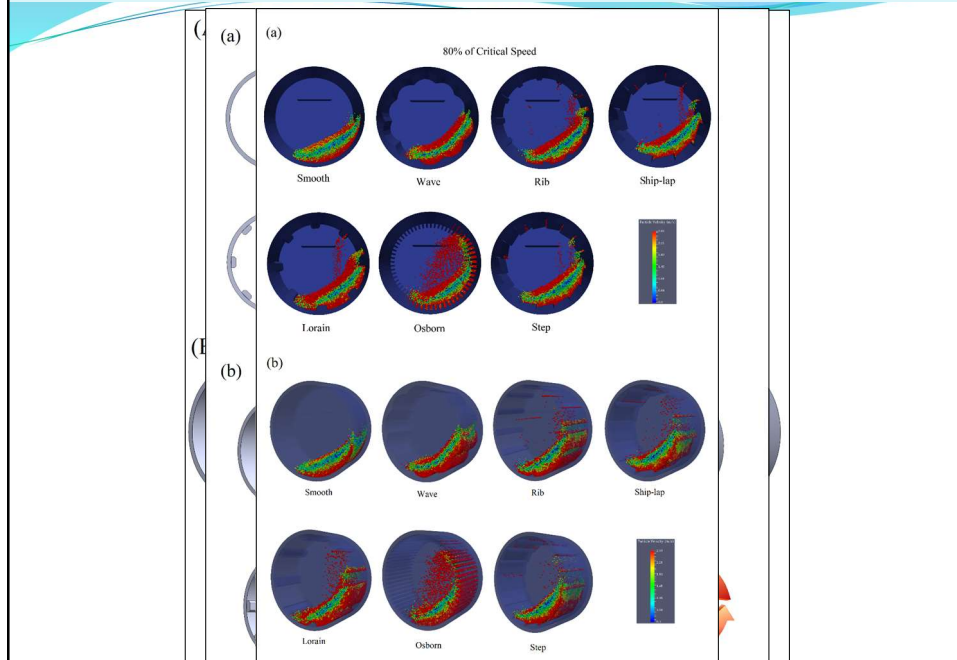 (a)
(a)
80% of Critical Speed
Smooth
Wave
Rib
Ship-lap
Lorain
Osborn
Step
(b)
(b)
Smooth
Wave
Rib
Ship-lap
Lorain
Osborn
Step